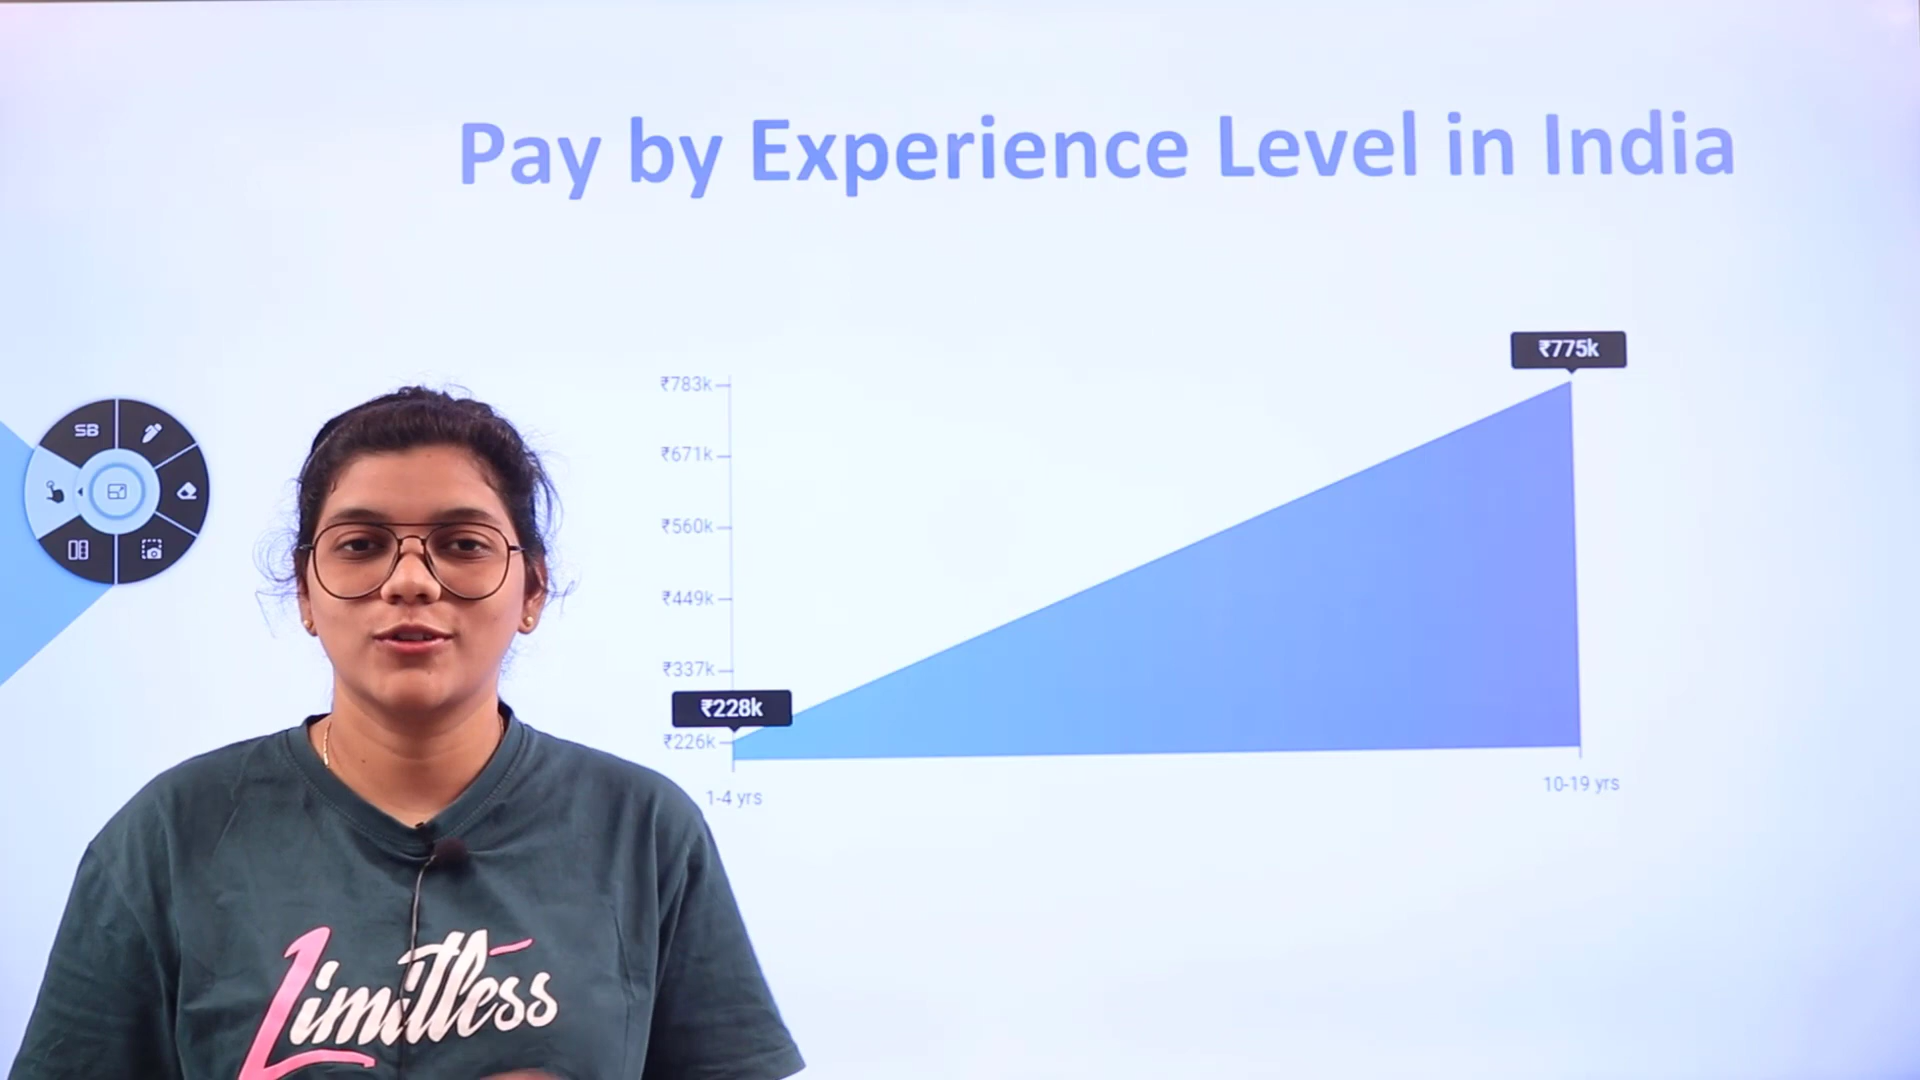 Pay by Experience Level in India
₹775k
₹783k
SB
₹671k
₹560k
₹449k
₹337k
₹228k
₹226k
1-4 yrs
10-19 yrs
Limitless